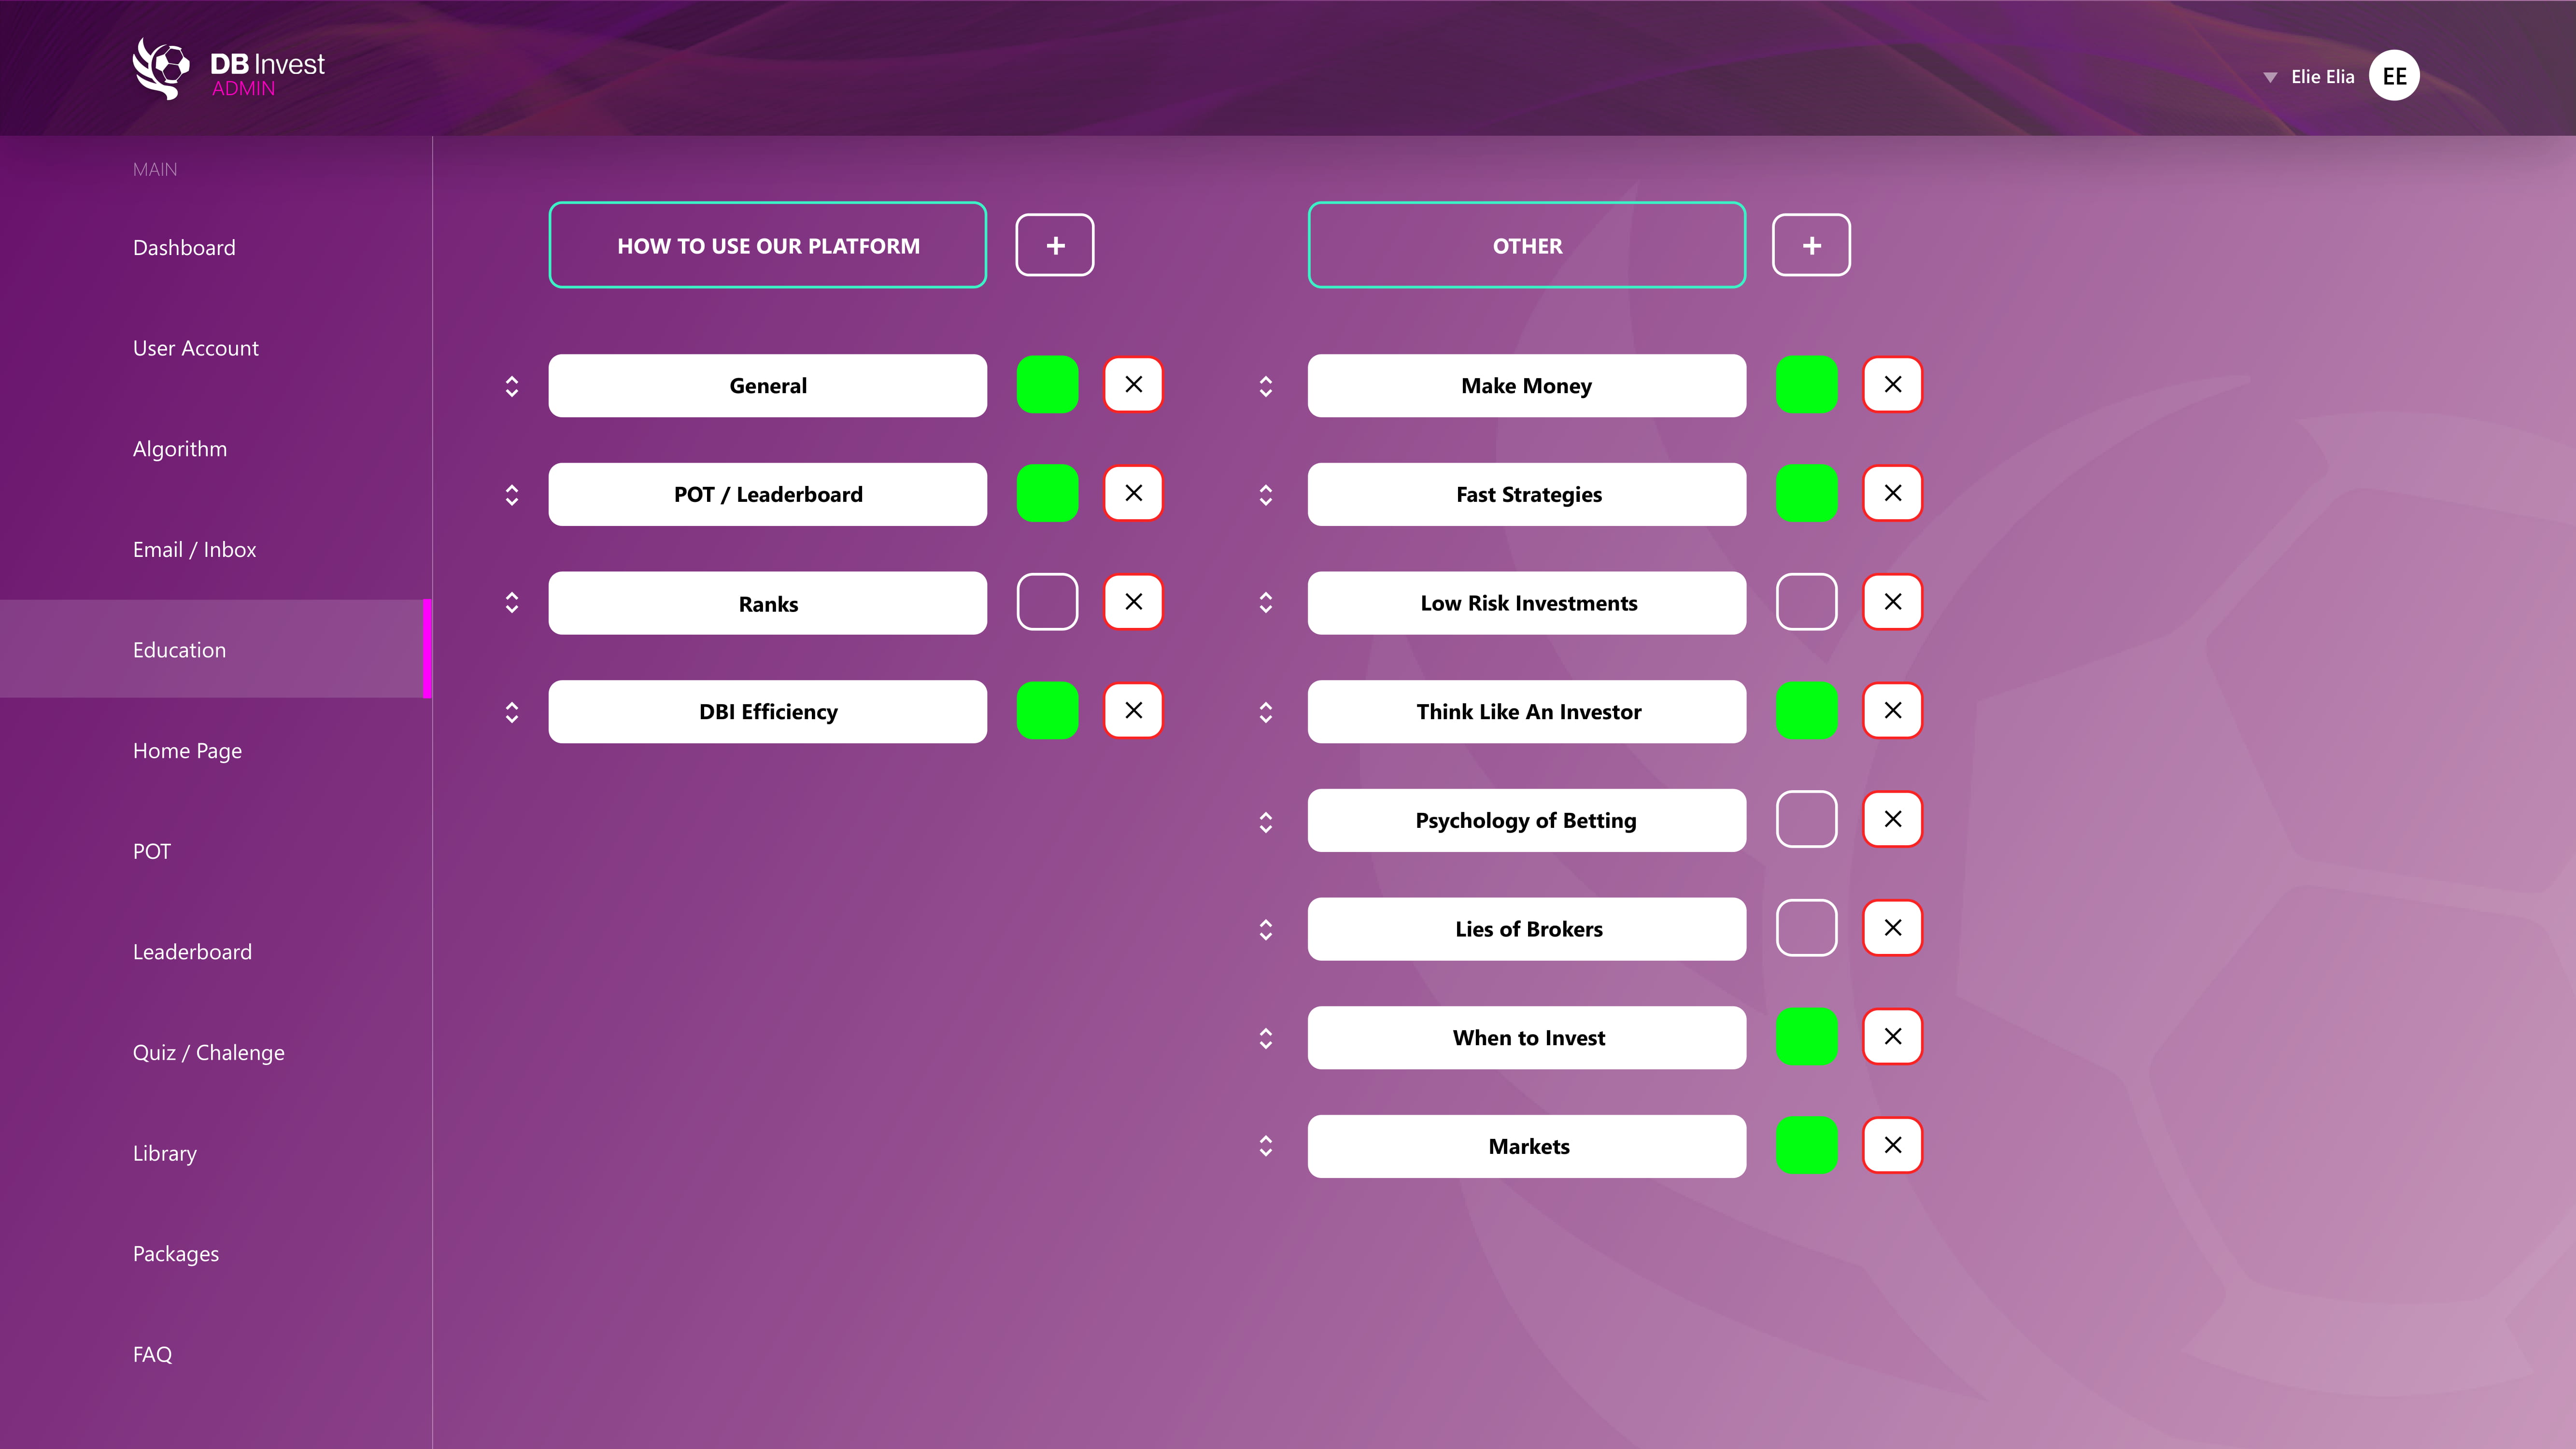 DB Invest
ADMIN
Elie Elia
EE
MAIN
Dashboard
User Account
Algorithm
Email / Inbox
Education
Home Page
POT
Leaderboard
Quiz / Chalenge
Library
Packages
FAQ
HOW TO USE OUR PLATFORM
+
General
POT / Leaderboard
Ranks
DBI Efficiency
OTHER
+
Make Money
Fast Strategies
Low Risk Investments
Think Like An Investor
Psychology of Betting
Lies of Brokers
When to Invest
Markets